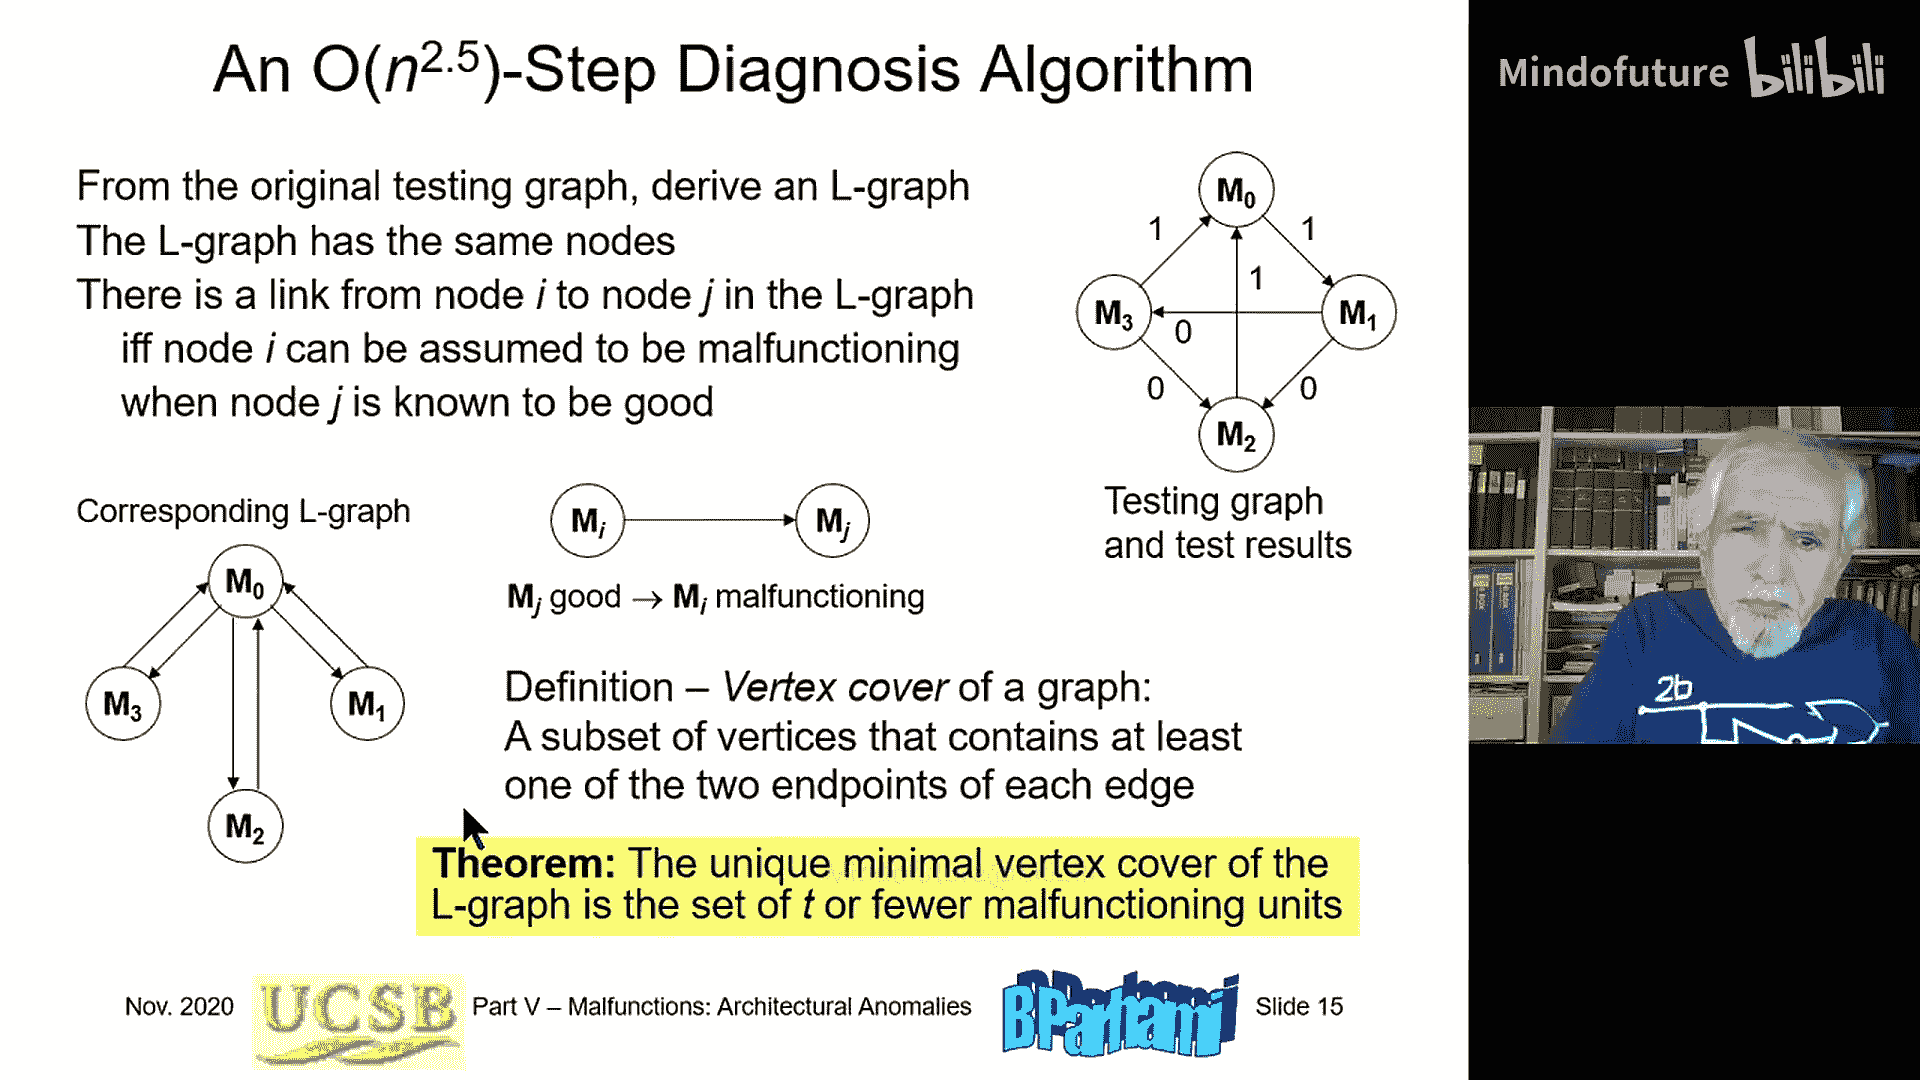 An O(n^2.5)-Step Diagnosis Algorithm
Mindofuture bilibili
From the original testing graph, derive an L-graph
The L-graph has the same nodes
There is a link from node i to node j in the L-graph
iff node i can be assumed to be malfunctioning
when node j is known to be good
M0
1
1
1
M3
M1
0
0
0
M2
Testing graph
and test results
Corresponding L-graph
M0
M3
M1
M2
Mi
Mj
Mj good → Mi malfunctioning
Definition – Vertex cover of a graph:
A subset of vertices that contains at least
one of the two endpoints of each edge
2b
Theorem: The unique minimal vertex cover of the
L-graph is the set of t or fewer malfunctioning units
Nov. 2020
UCSB
Part V – Malfunctions: Architectural Anomalies
B Parhami
Slide 15